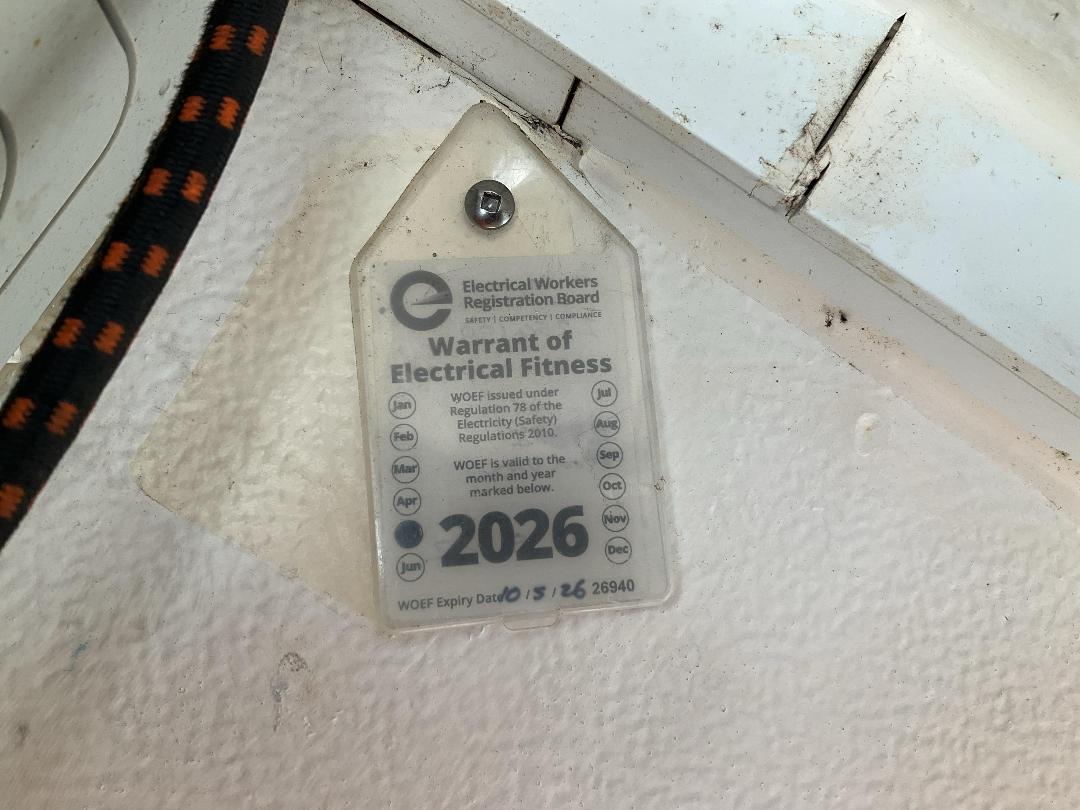 Electrical Workers
Registration Board
SAFETY | COMPETENCY | COMPLIANCE
Warrant of
Electrical Fitness
Jan
Feb
Mar
Apr
Jun
WOEF issued under
Regulation 78 of the
Electricity (Safety)
Regulations 2010.
WOEF is valid to the
month and year
marked below.
2026
Jul
Aug
Sep
Oct
Nov
Dec
WOEF Expiry Date 10 / 5 / 26 26940